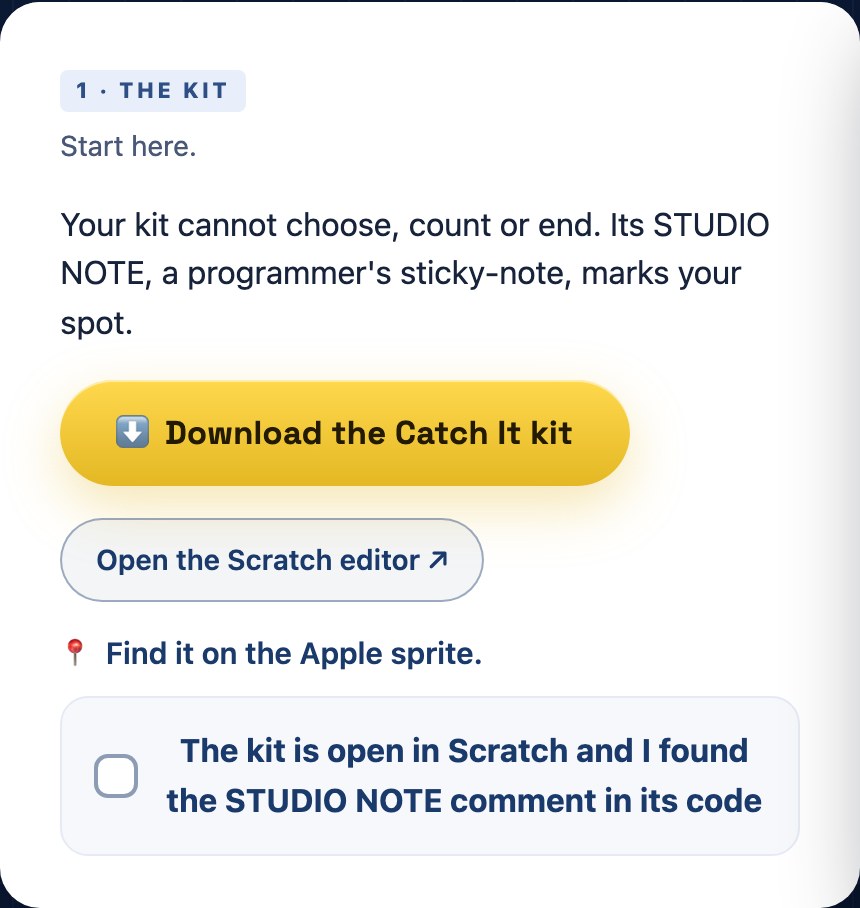 1 · THE KIT
Start here.
Your kit cannot choose, count or end. Its STUDIO
NOTE, a programmer's sticky-note, marks your
spot.
⬇️ Download the Catch It kit
Open the Scratch editor ↗
📍 Find it on the Apple sprite.
The kit is open in Scratch and I found
the STUDIO NOTE comment in its code